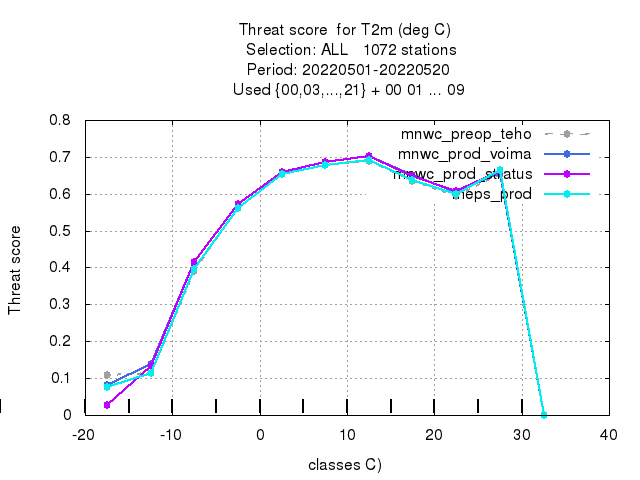 Threat score for T2m (deg C)
Selection: ALL 1072 stations
Period: 20220501-20220520
Used {00,03,...,21} + 00 01 ... 09
0.8
0.7
0.6
0.5
0.4
0.3
0.2
0.1
0
Threat score
mnwc_preop_teho
mnwc_prod_voima
mnwc_prod_stratus
meps_prod
-20
-10
0
10
20
30
40
classes C)